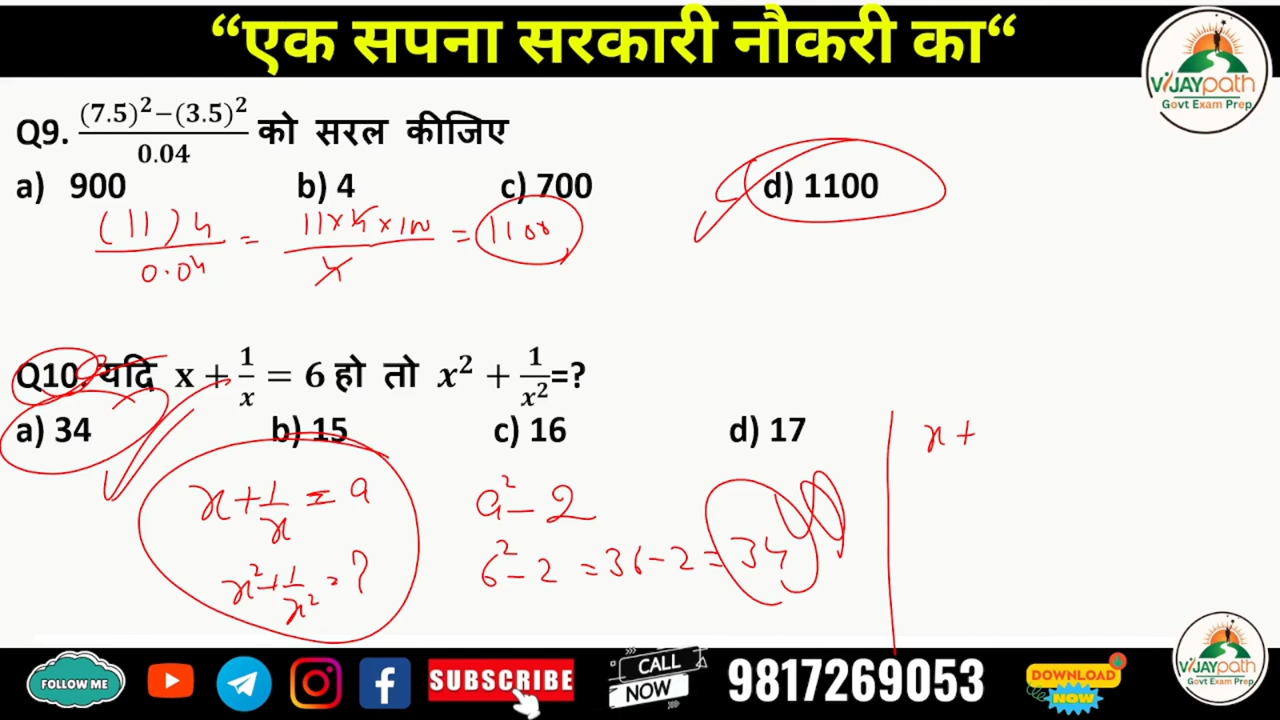 “एक सपना सरकारी नौकरी का“
VIJAYpath
Govt Exam Prep
Q9. (7.5)² − (3.5)² / 0.04 को सरल कीजिए
a) 900 b) 4 c) 700 d) 1100
(11) 4 / 0.04 = 11 × 4 × 100 / 4 = 1100
Q10. यदि x + 1/x = 6 हो तो x² + 1/x² =?
a) 34 b) 15 c) 16 d) 17
x + 1/x = a
a² − 2
x +
x² + 1/x² = ?
6² − 2 = 36 − 2 = 34
FOLLOW ME
SUBSCRIBE
CALL NOW
9817269053
DOWNLOAD NOW
VIJAYpath
Govt Exam Prep